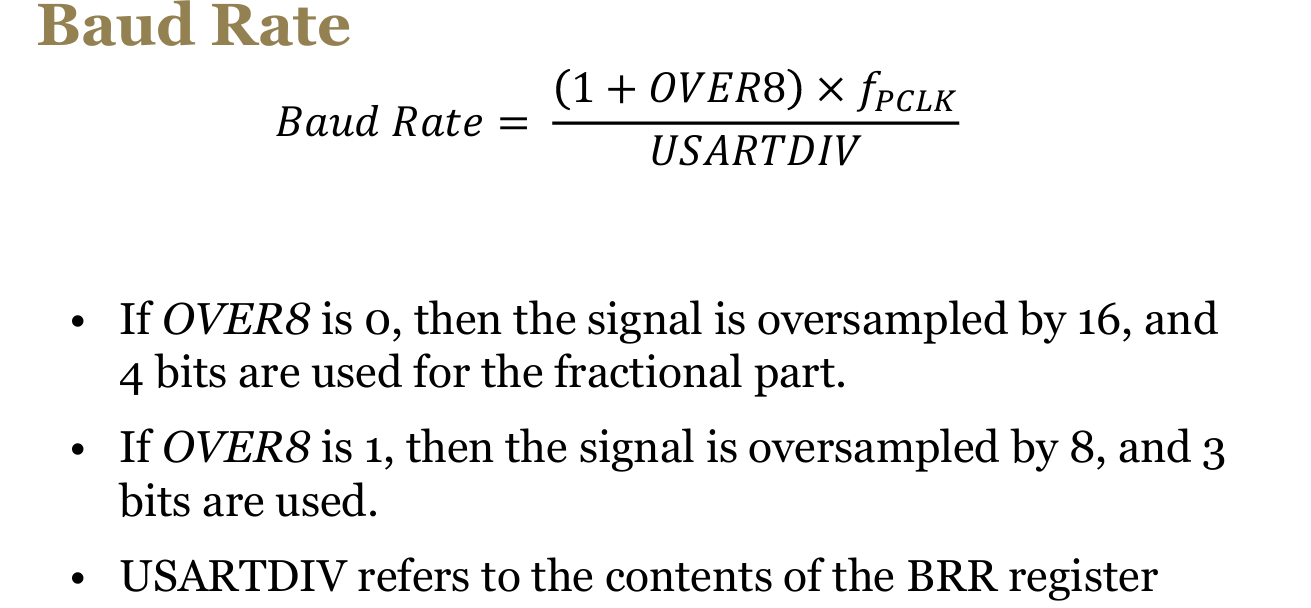 Baud Rate
Baud Rate = (1 + OVER8) × fPCLK / USARTDIV
• If OVER8 is 0, then the signal is oversampled by 16, and
4 bits are used for the fractional part.
• If OVER8 is 1, then the signal is oversampled by 8, and 3
bits are used.
• USARTDIV refers to the contents of the BRR register